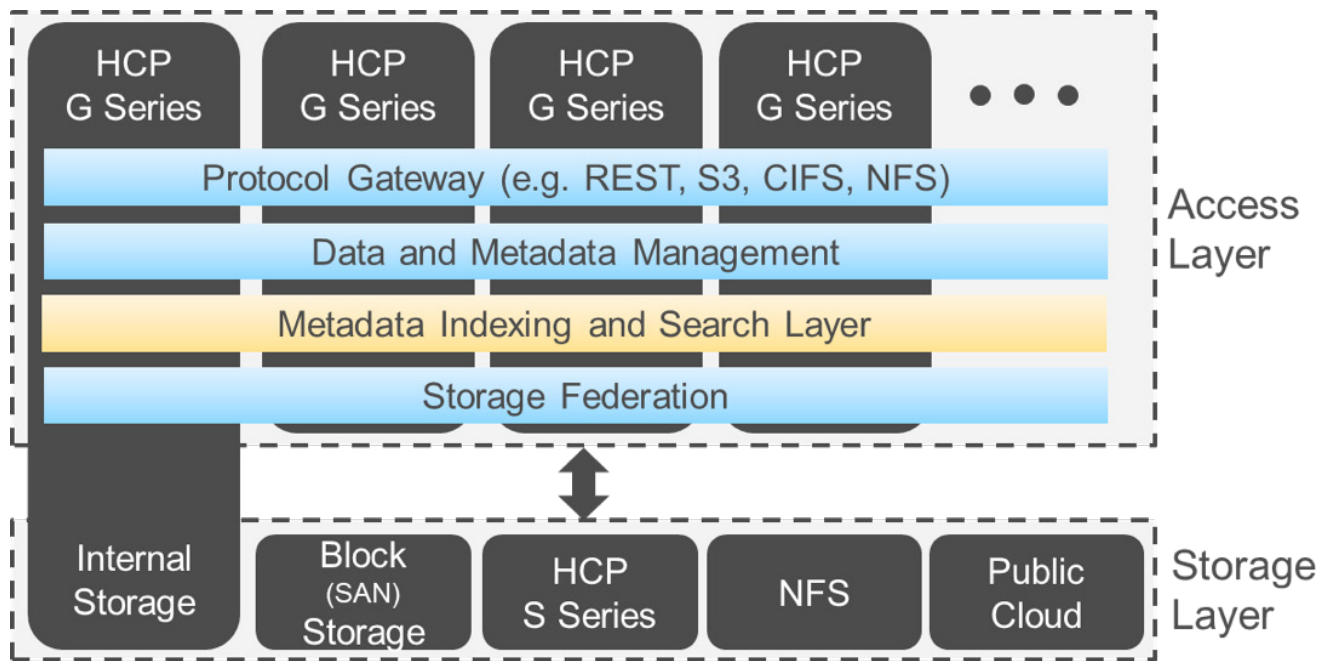 HCP
G Series
HCP
G Series
HCP
G Series
HCP
G Series
Protocol Gateway (e.g. REST, S3, CIFS, NFS)
Data and Metadata Management
Metadata Indexing and Search Layer
Storage Federation
Access
Layer
Internal
Storage
Block
(SAN)
Storage
HCP
S Series
NFS
Public
Cloud
Storage
Layer